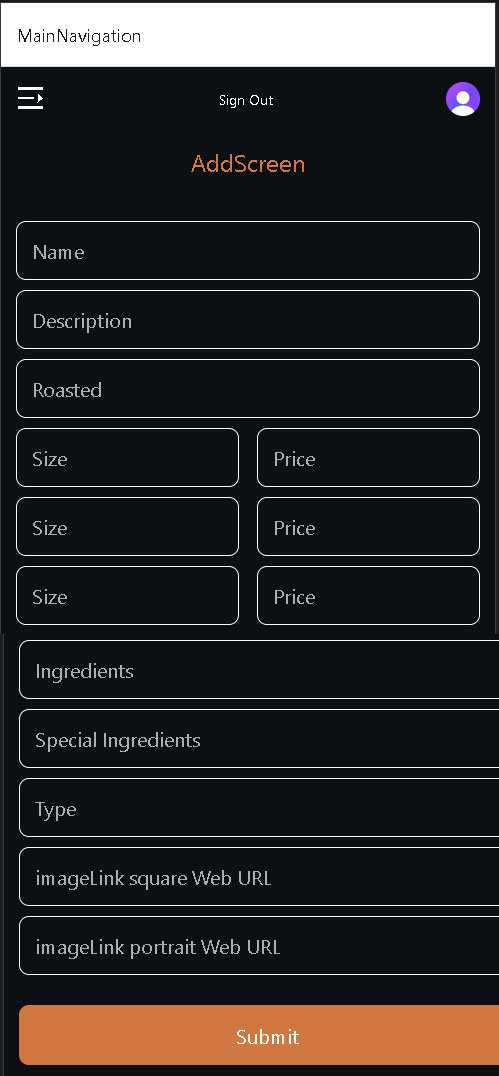 MainNavigation
Sign Out
AddScreen
Name
Description
Roasted
Size Price
Size Price
Size Price
Ingredients
Special Ingredients
Type
imageLink square Web URL
imageLink portrait Web URL
Submit